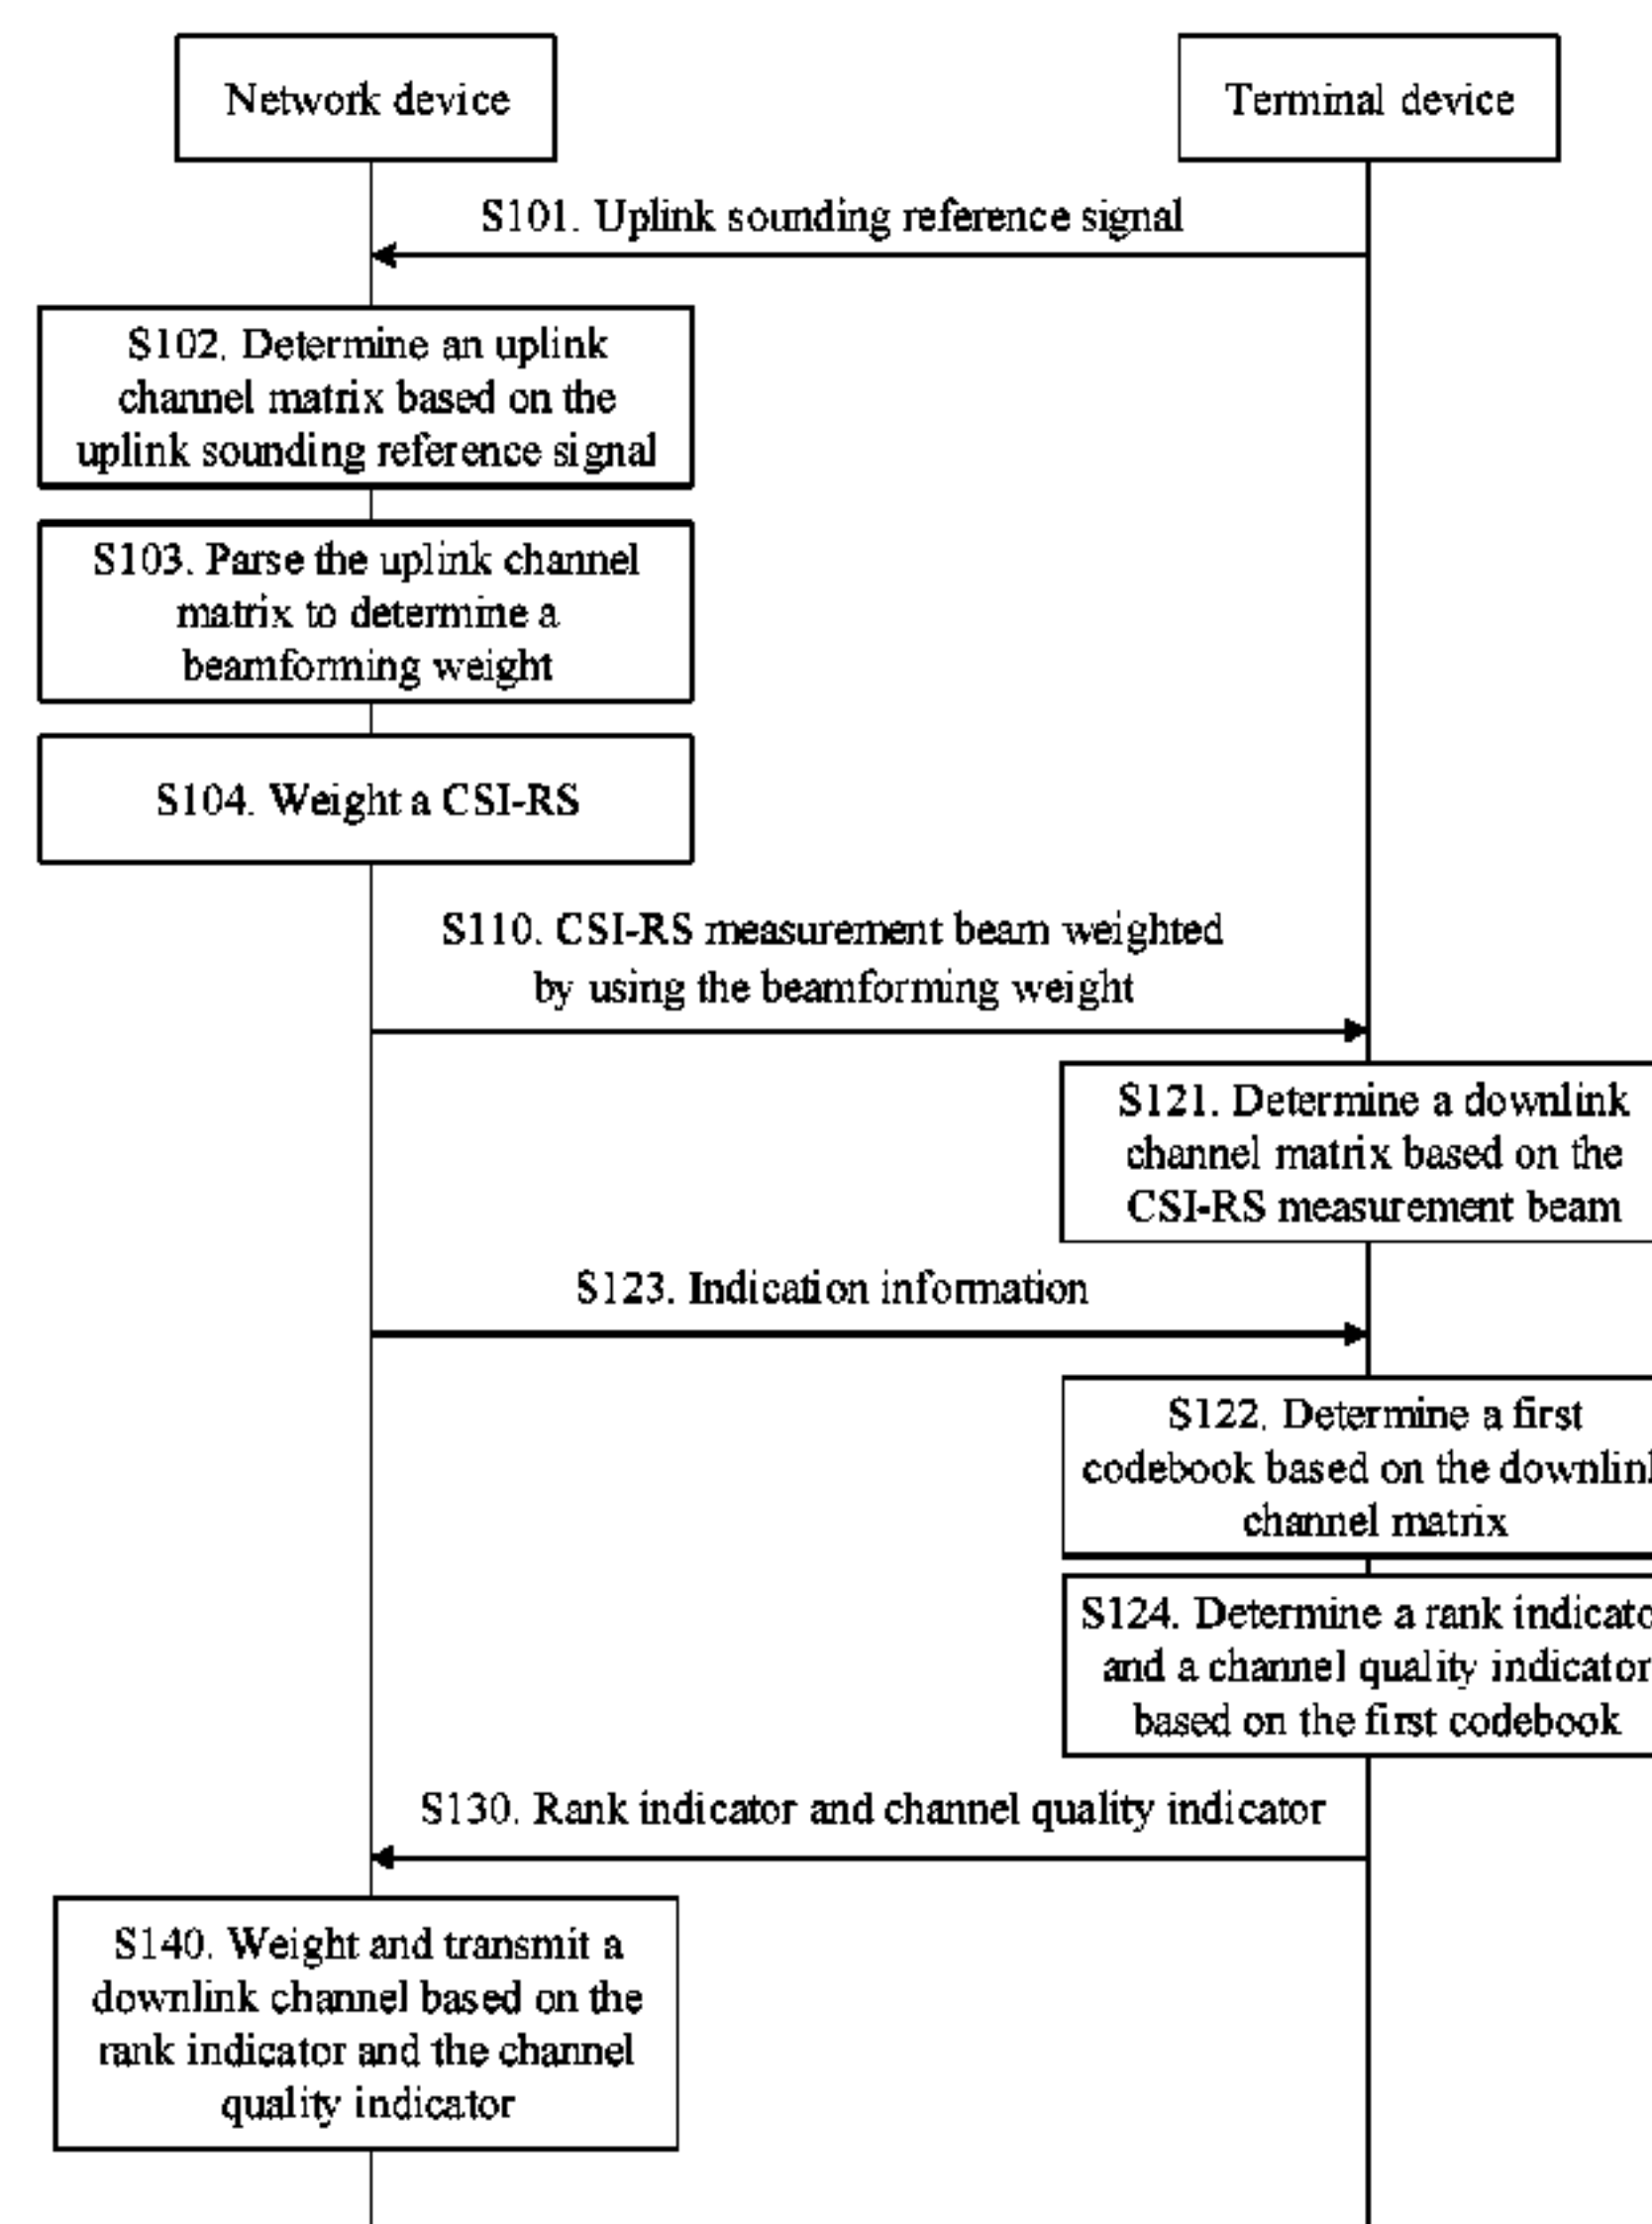 Network device
Terminal device
S101. Uplink sounding reference signal
S102. Determine an uplink
channel matrix based on the
uplink sounding reference signal
S103. Parse the uplink channel
matrix to determine a
beamforming weight
S104. Weight a CSI-RS
S110. CSI-RS measurement beam weighted
by using the beamforming weight
S121. Determine a downlink
channel matrix based on the
CSI-RS measurement beam
S123. Indication information
S122. Determine a first
codebook based on the downlin
channel matrix
S124. Determine a rank indicato
and a channel quality indicator
based on the first codebook
S130. Rank indicator and channel quality indicator
S140. Weight and transmit a
downlink channel based on the
rank indicator and the channel
quality indicator